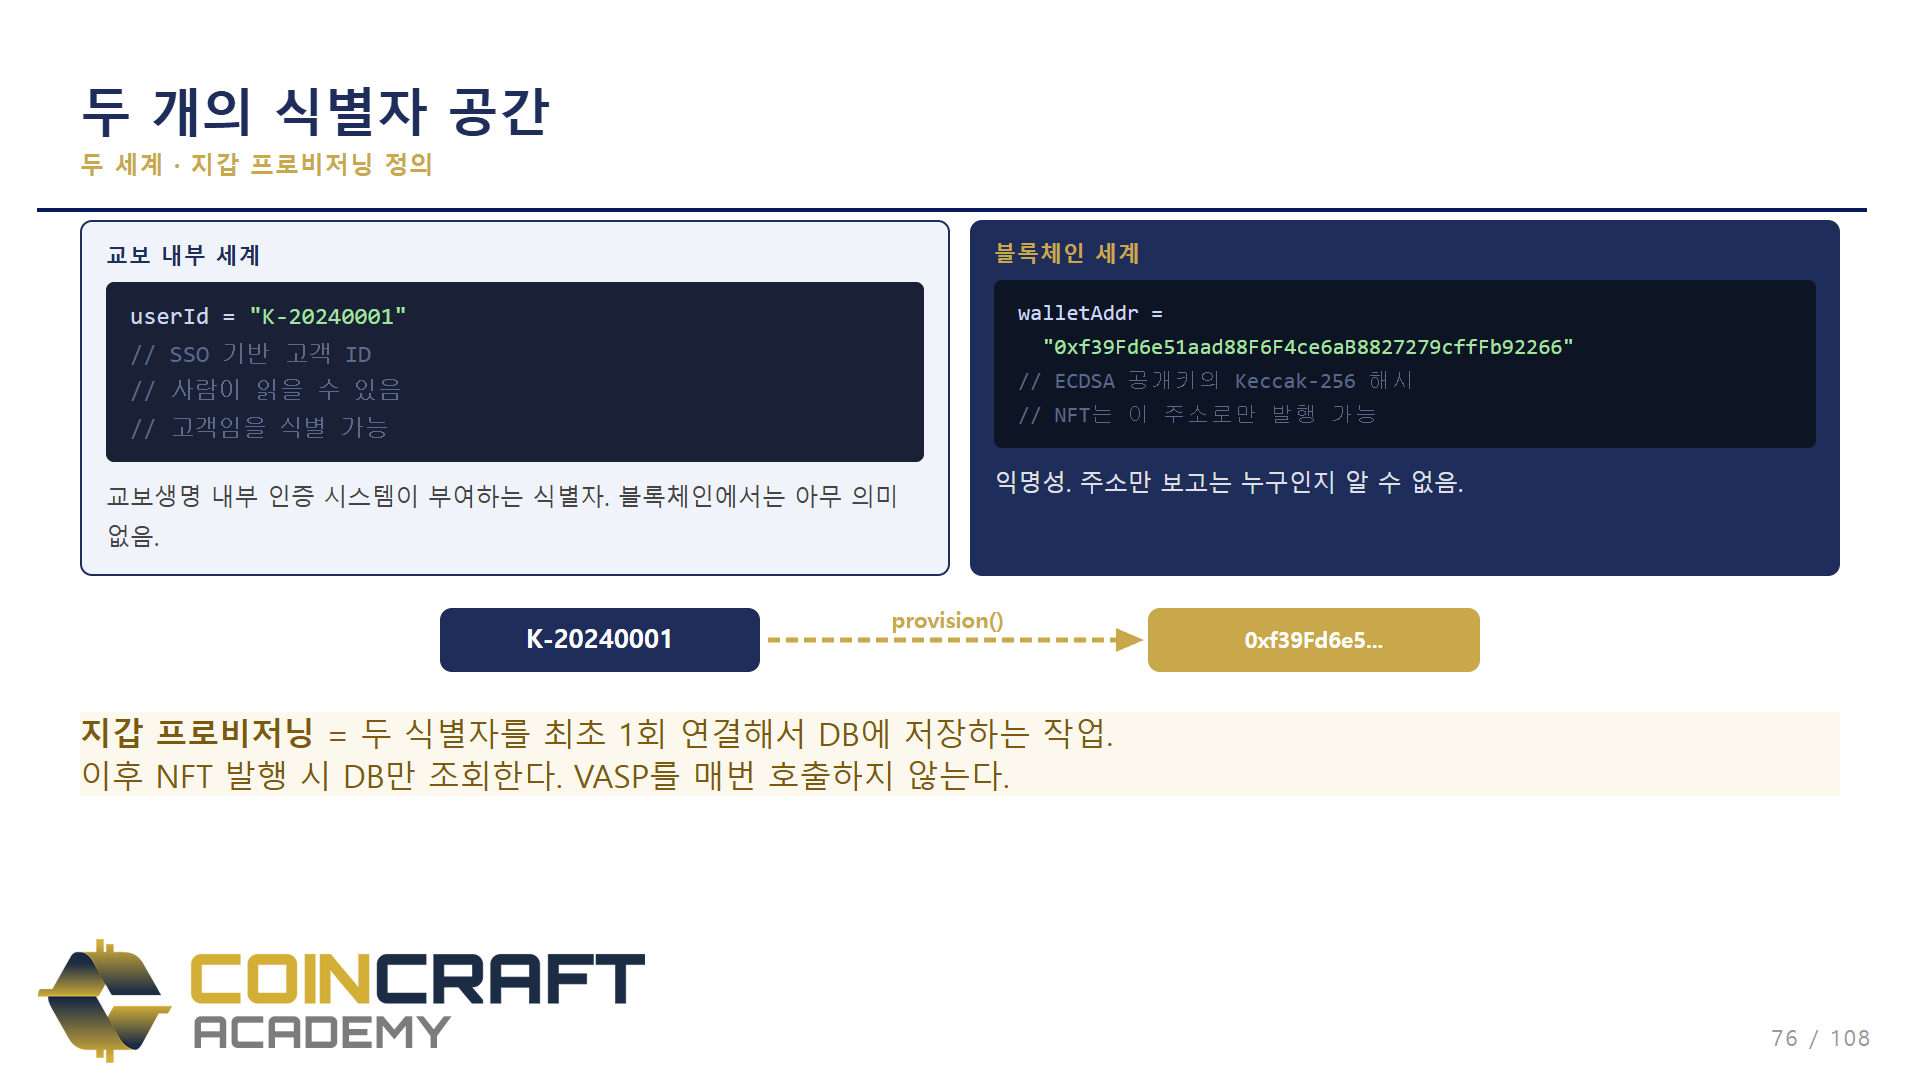 두 개의 식별자 공간
두 세계 · 지갑 프로비저닝 정의
교보 내부 세계
userId = "K-20240001"
// SSO 기반 고객 ID
// 사람이 읽을 수 있음
// 고객임을 식별 가능
교보생명 내부 인증 시스템이 부여하는 식별자. 블록체인에서는 아무 의미
없음.
블록체인 세계
walletAddr =
"0xf39Fd6e51aad88F6F4ce6aB8827279cffFb92266"
// ECDSA 공개키의 Keccak-256 해시
// NFT는 이 주소로만 발행 가능
익명성. 주소만 보고는 누구인지 알 수 없음.
K-20240001
provision()
0xf39Fd6e5...
지갑 프로비저닝 = 두 식별자를 최초 1회 연결해서 DB에 저장하는 작업.
이후 NFT 발행 시 DB만 조회한다. VASP를 매번 호출하지 않는다.
COINCRAFT
ACADEMY
76 / 108